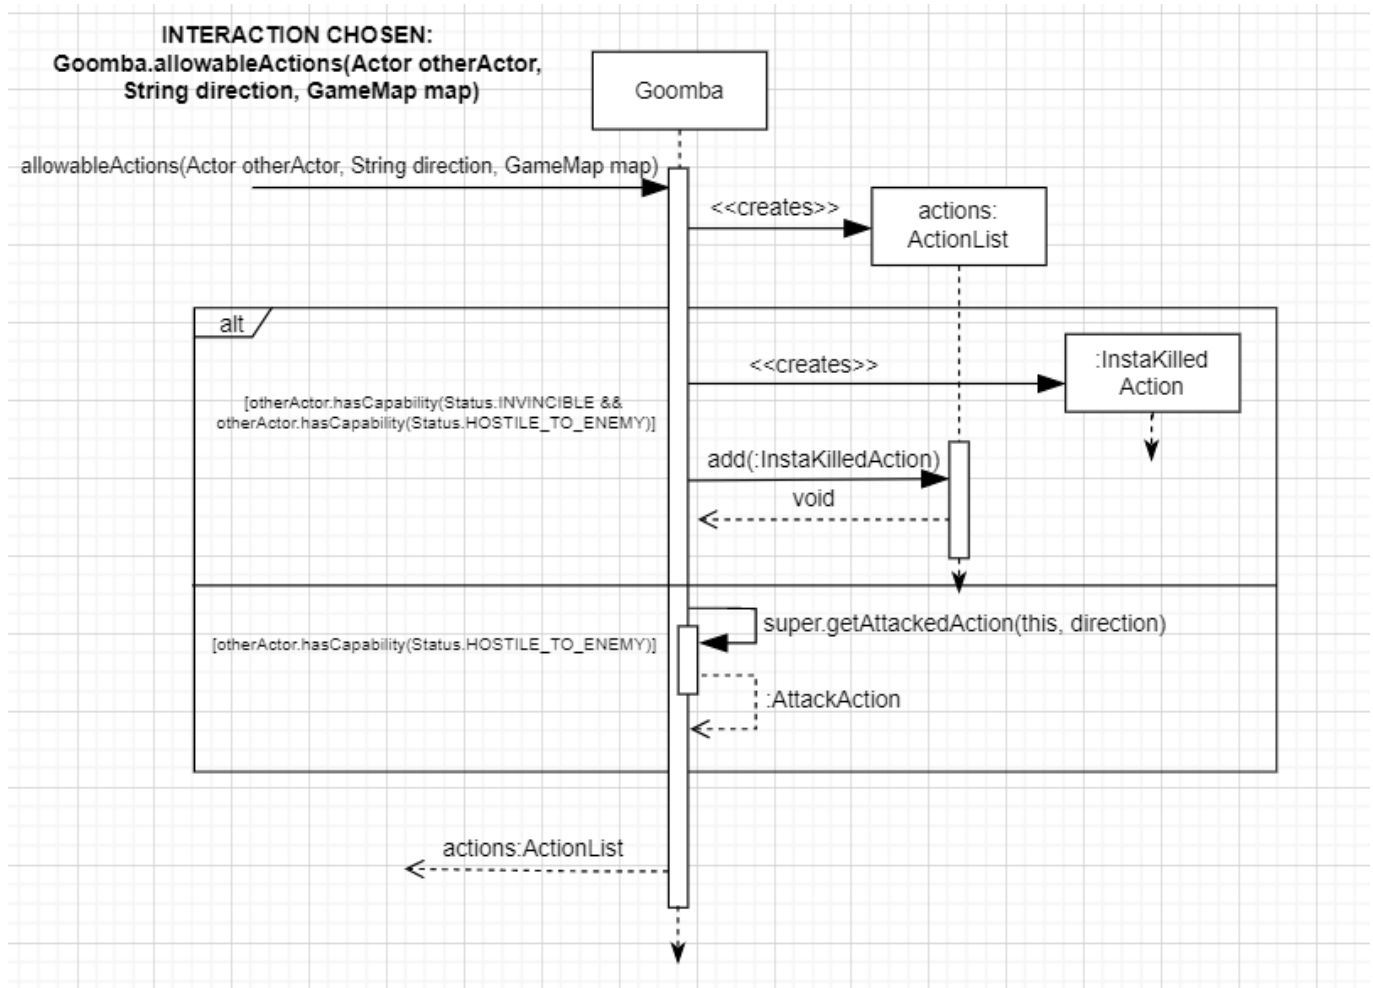 INTERACTION CHOSEN:
Goomba.allowableActions(Actor otherActor,
String direction, GameMap map)
Goomba
allowableActions(Actor otherActor, String direction, GameMap map)
<<creates>>
actions:
ActionList
alt
<<creates>>
:InstaKilled
Action
[otherActor.hasCapability(Status.INVINCIBLE &&
otherActor.hasCapability(Status.HOSTILE_TO_ENEMY)]
add(:InstaKilledAction)
void
super.getAttackedAction(this, direction)
[otherActor.hasCapability(Status.HOSTILE_TO_ENEMY)]
:AttackAction
actions:ActionList